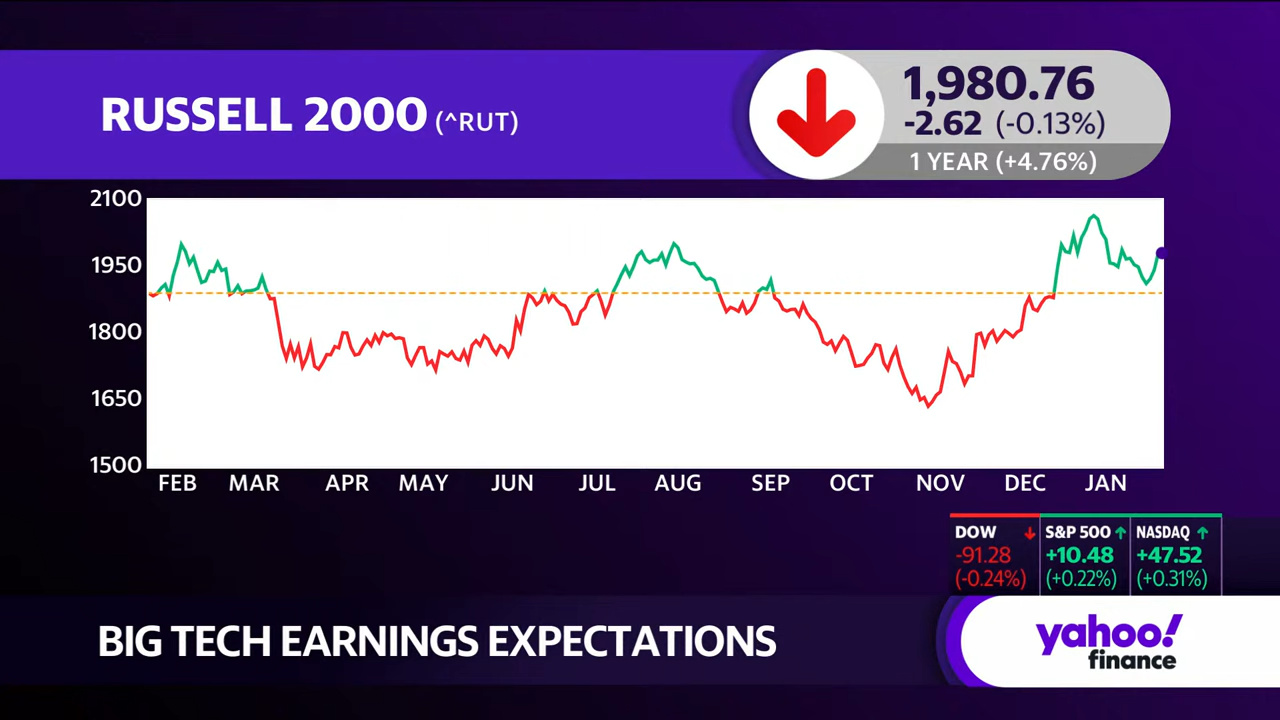 RUSSELL 2000 (^RUT)
1,980.76
-2.62 (-0.13%)
1 YEAR (+4.76%)
2100
1950
1800
1650
1500
FEB MAR APR MAY JUN JUL AUG SEP OCT NOV DEC JAN
DOW
-91.28
(-0.24%)
S&P 500
+10.48
(+0.22%)
NASDAQ
+47.52
(+0.31%)
BIG TECH EARNINGS EXPECTATIONS
yahoo!
finance